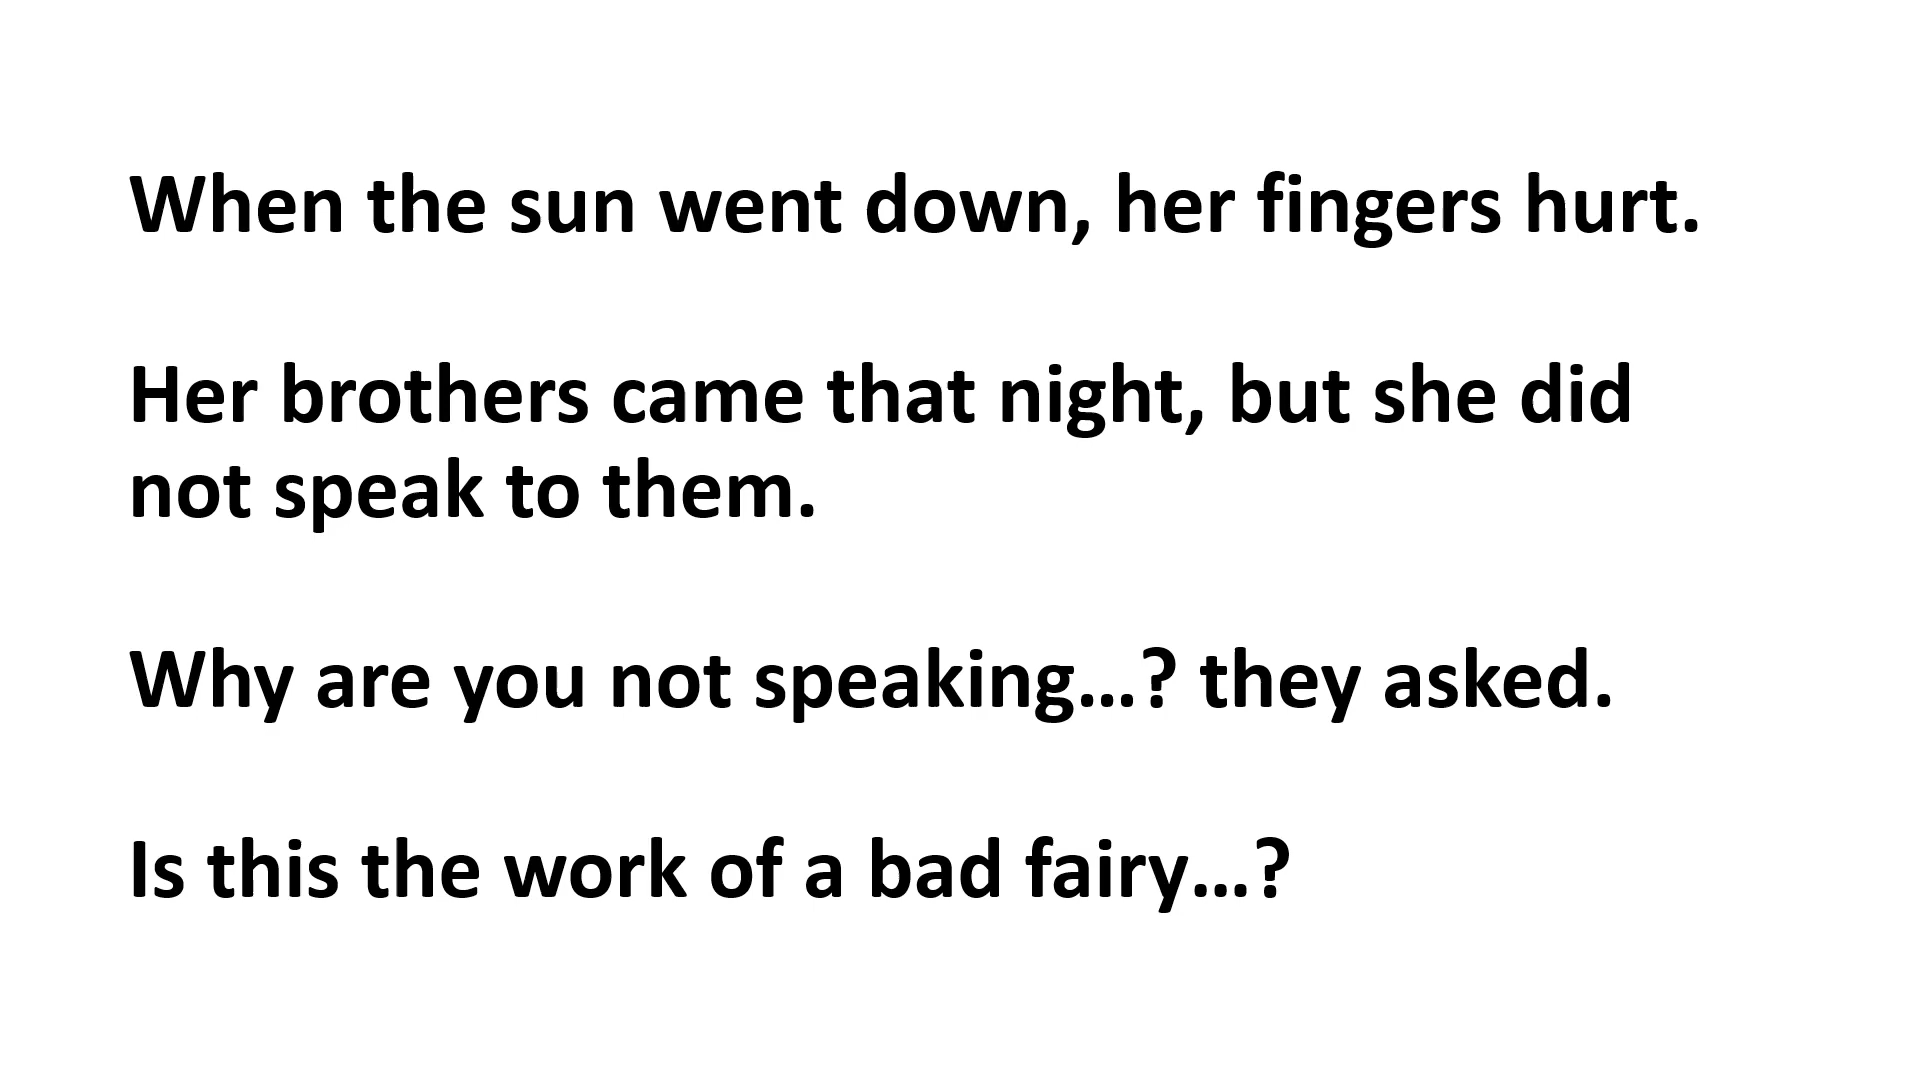 When the sun went down, her fingers hurt.
Her brothers came that night, but she did
not speak to them.
Why are you not speaking...? they asked.
Is this the work of a bad fairy...?